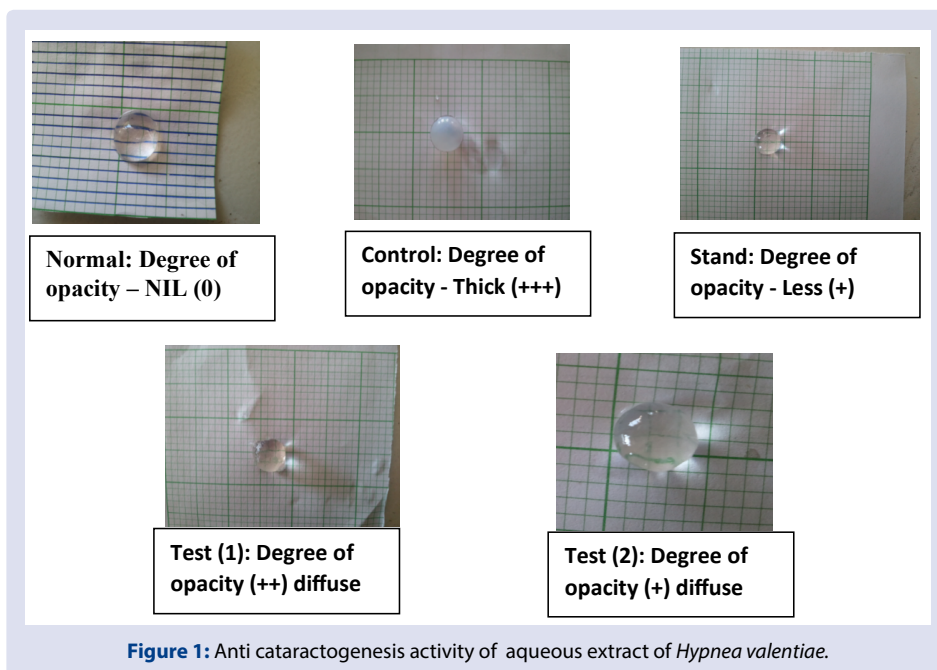 Normal: Degree of
opacity – NIL (0)
Control: Degree of
opacity - Thick (+++)
Stand: Degree of
opacity - Less (+)
Test (1): Degree of
opacity (++) diffuse
Test (2): Degree of
opacity (+) diffuse
Figure 1: Anti cataractogenesis activity of aqueous extract of Hypnea valentiae.